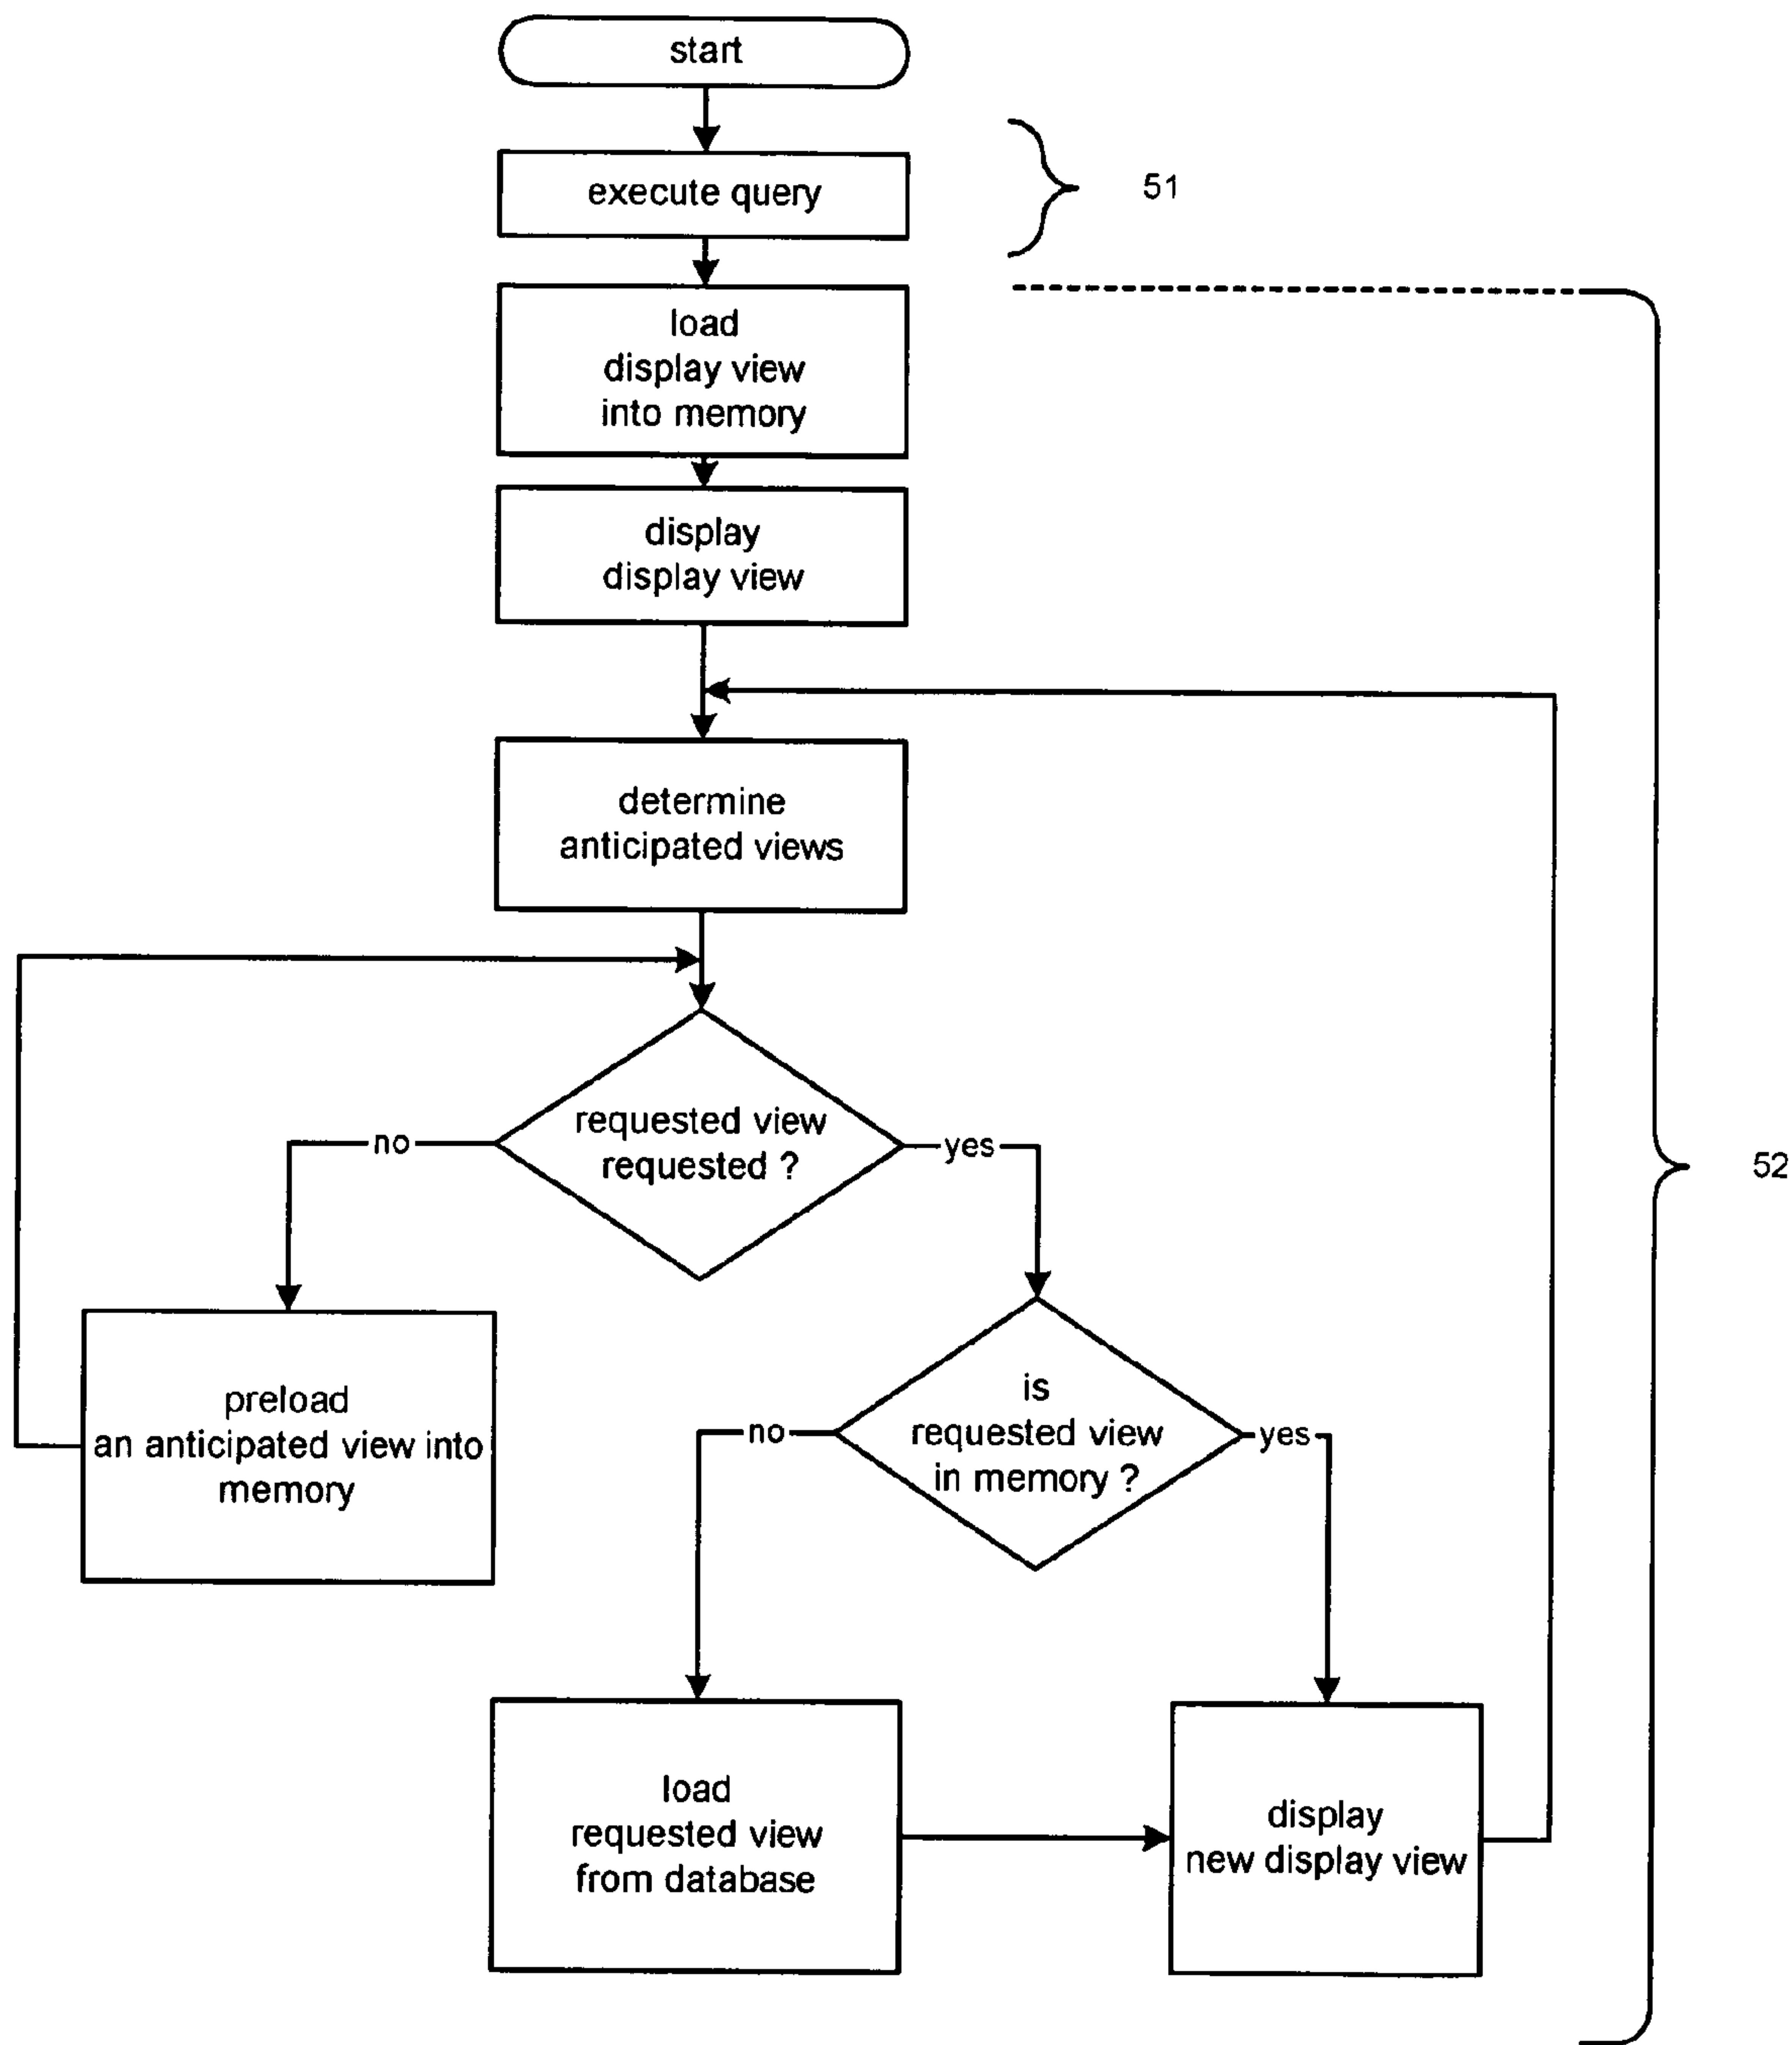 start
execute query
51
load
display view
into memory
display
display view
determine
anticipated views
requested view
requested ?
no
yes
52
preload
an anticipated view into
memory
is
requested view
in memory ?
no
yes
load
requested view
from database
display
new display view